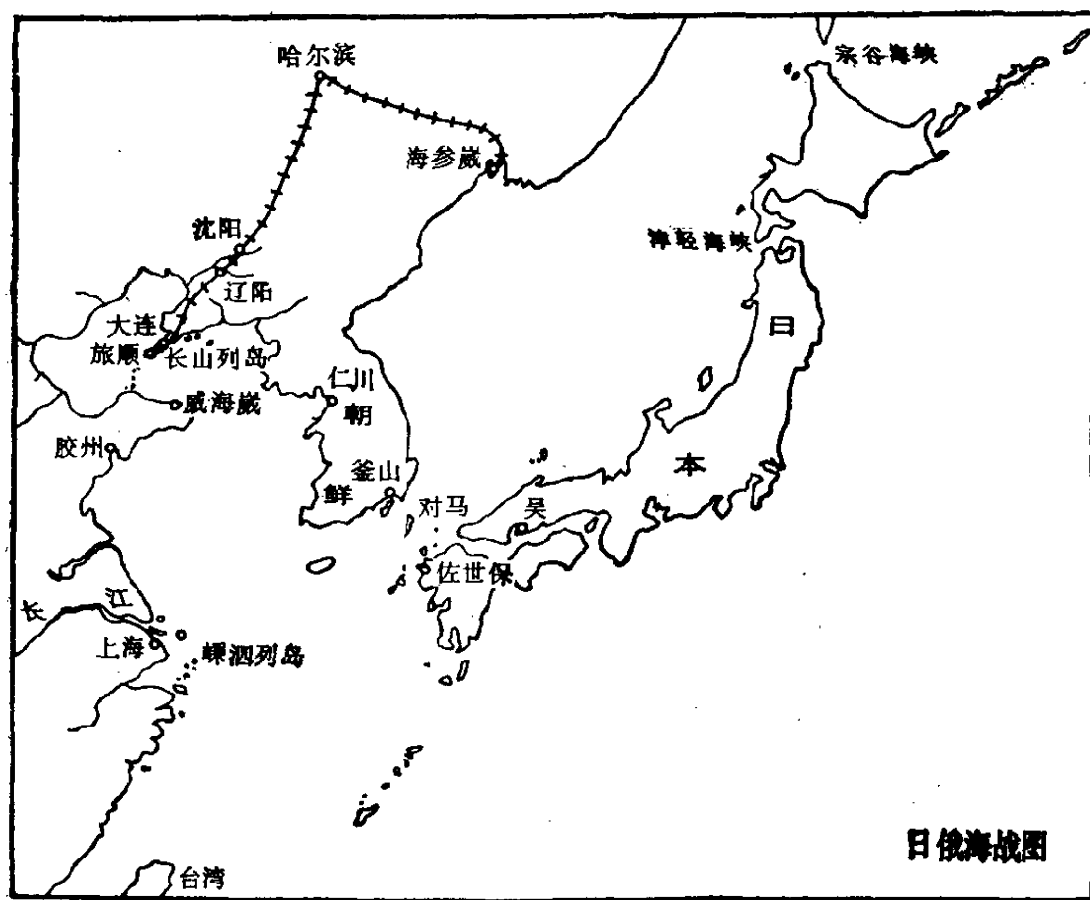 哈尔滨
宗谷海峡
海参崴
沈阳
津轻海峡
辽阳
大连
日
旅顺
长山列岛
仁川
威海崴
朝
胶州
本
釜山
鲜
对马
吴
佐世保
长
江
上海
嵊泗列岛
日俄海战图
台湾